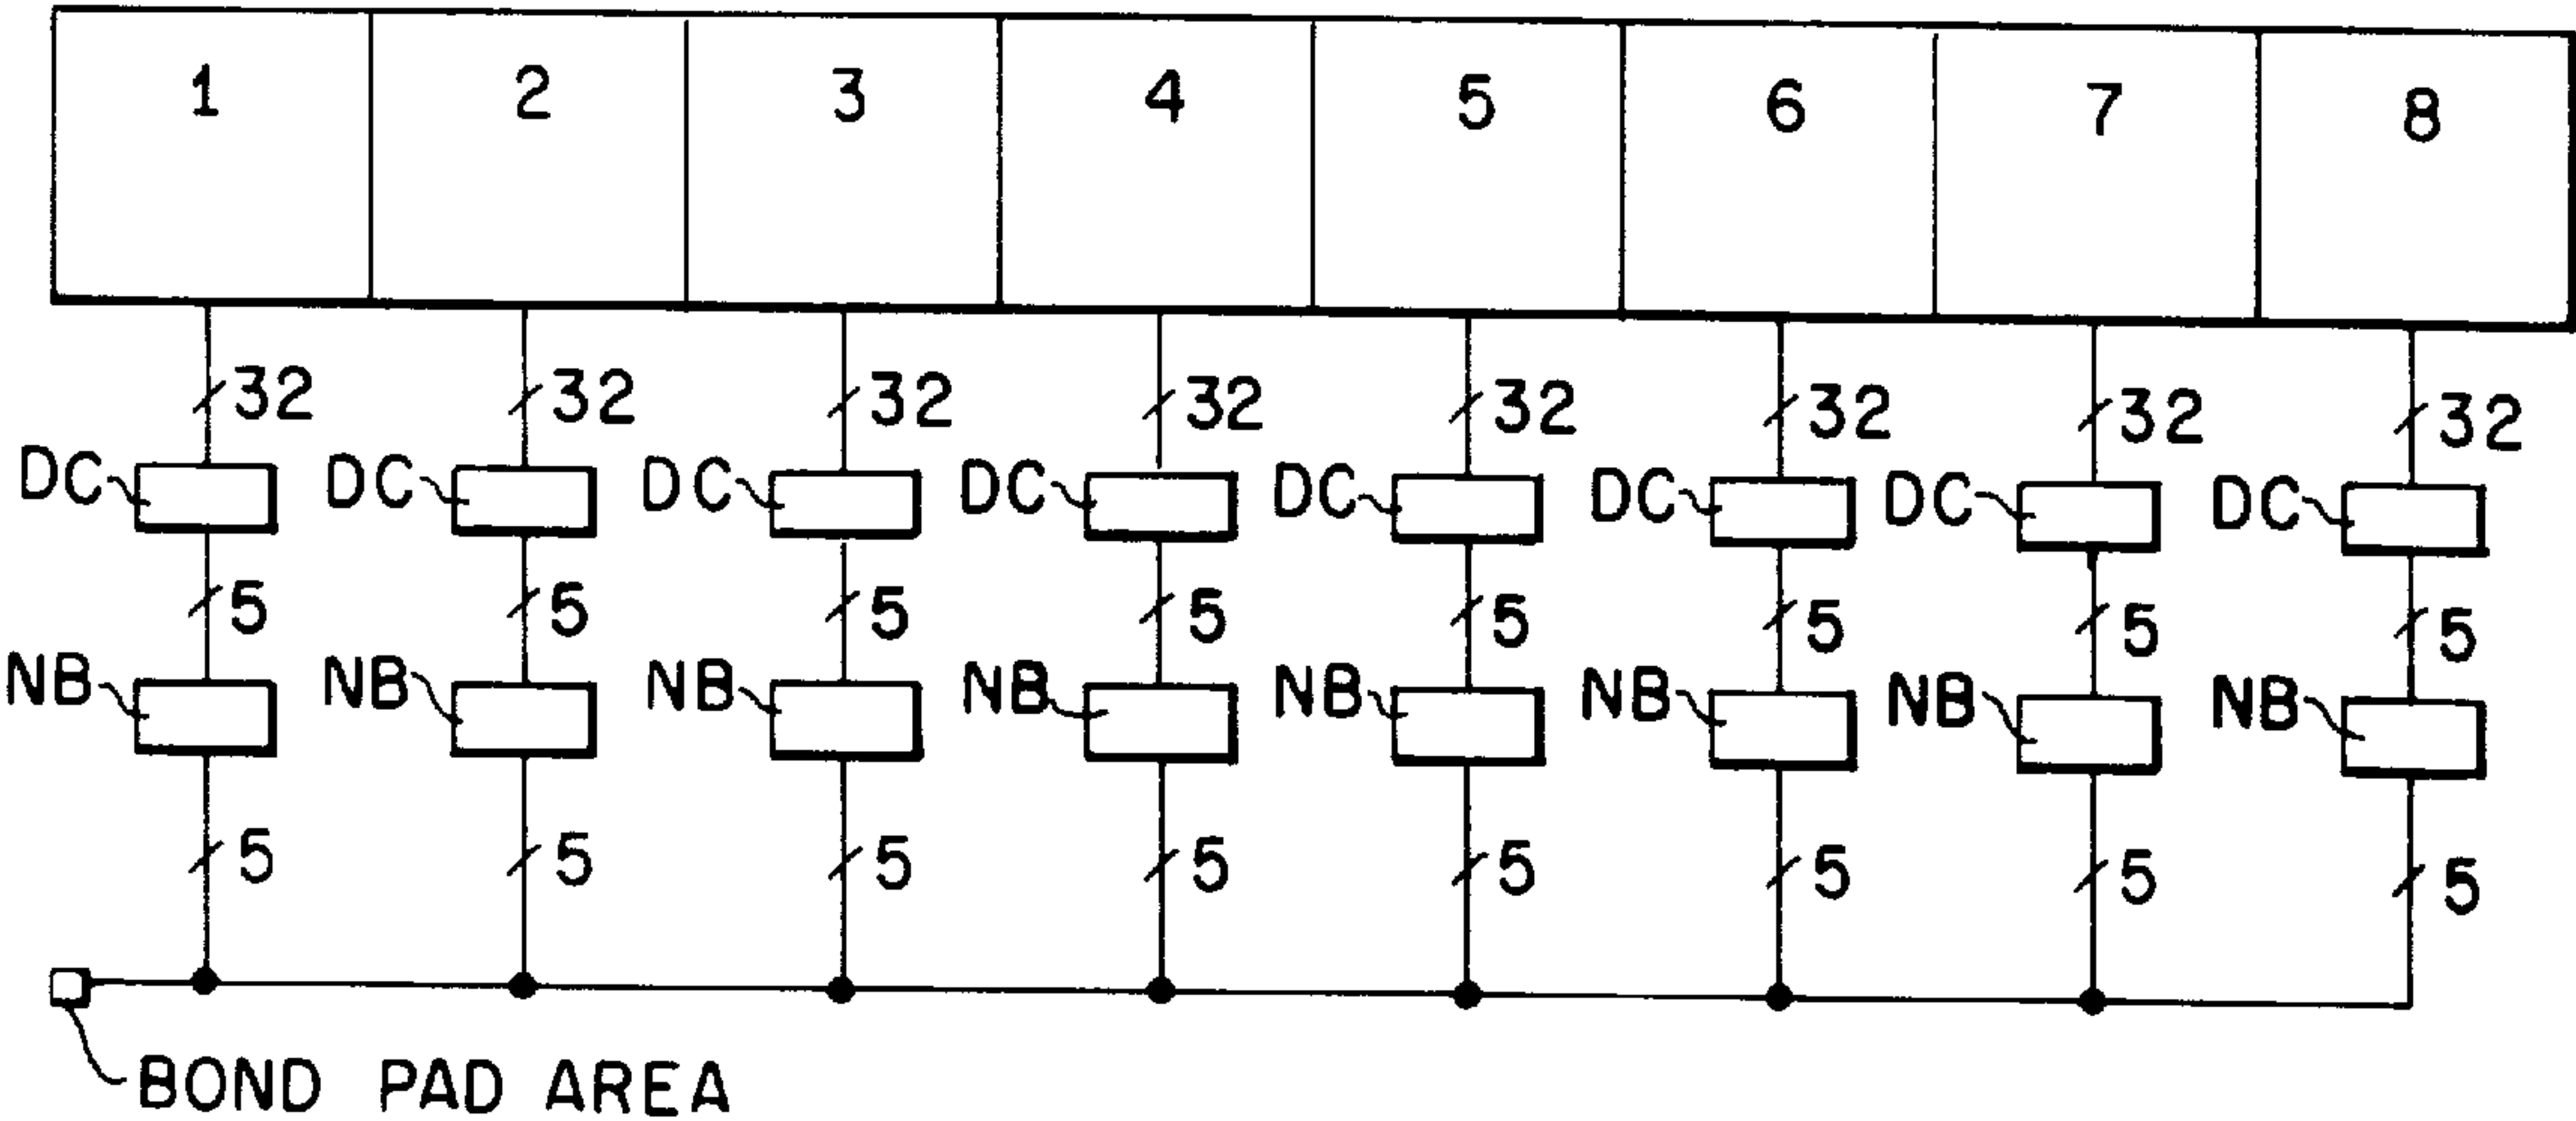 1 2 3 4 5 6 7 8
32 32 32 32 32 32 32 32
DC DC DC DC DC DC DC DC
5 5 5 5 5 5 5 5
NB NB NB NB NB NB NB NB
5 5 5 5 5 5 5 5
BOND PAD AREA